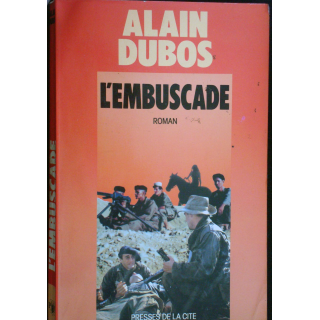 ALAIN
DUBOS
L'EMBUSCADE
ROMAN
PRESSES DE LA CITE
L'EMBUSCADE